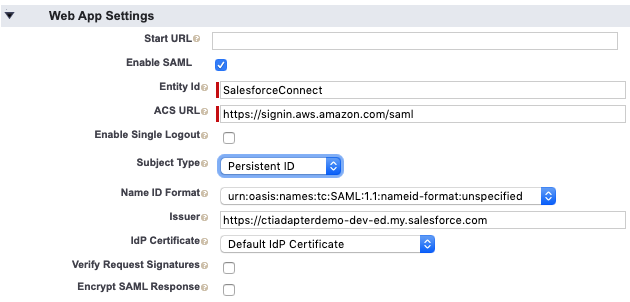 Web App Settings
Start URL ?
Enable SAML
Entity Id ? SalesforceConnect
ACS URL ? https://signin.aws.amazon.com/saml
Enable Single Logout ?
Subject Type ? Persistent ID
Name ID Format ? urn:oasis:names:tc:SAML:1.1:nameid-format:unspecified
Issuer ? https://ctiadapterdemo-dev-ed.my.salesforce.com
IdP Certificate ? Default IdP Certificate
Verify Request Signatures ?
Encrypt SAML Response ?